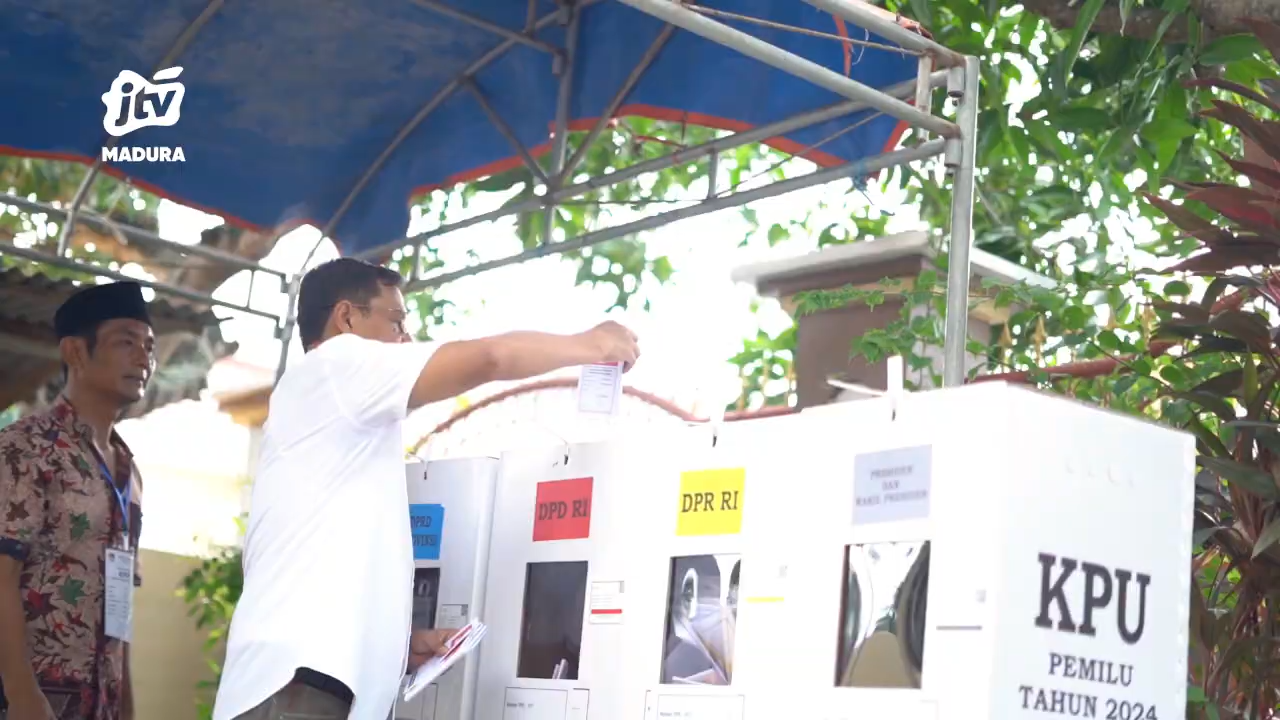 jtv
MADURA
DPRD
DPD RI
DPR RI
PRESIDEN
DAN
WAKIL PRESIDEN
KPU
PEMILU
TAHUN 2024